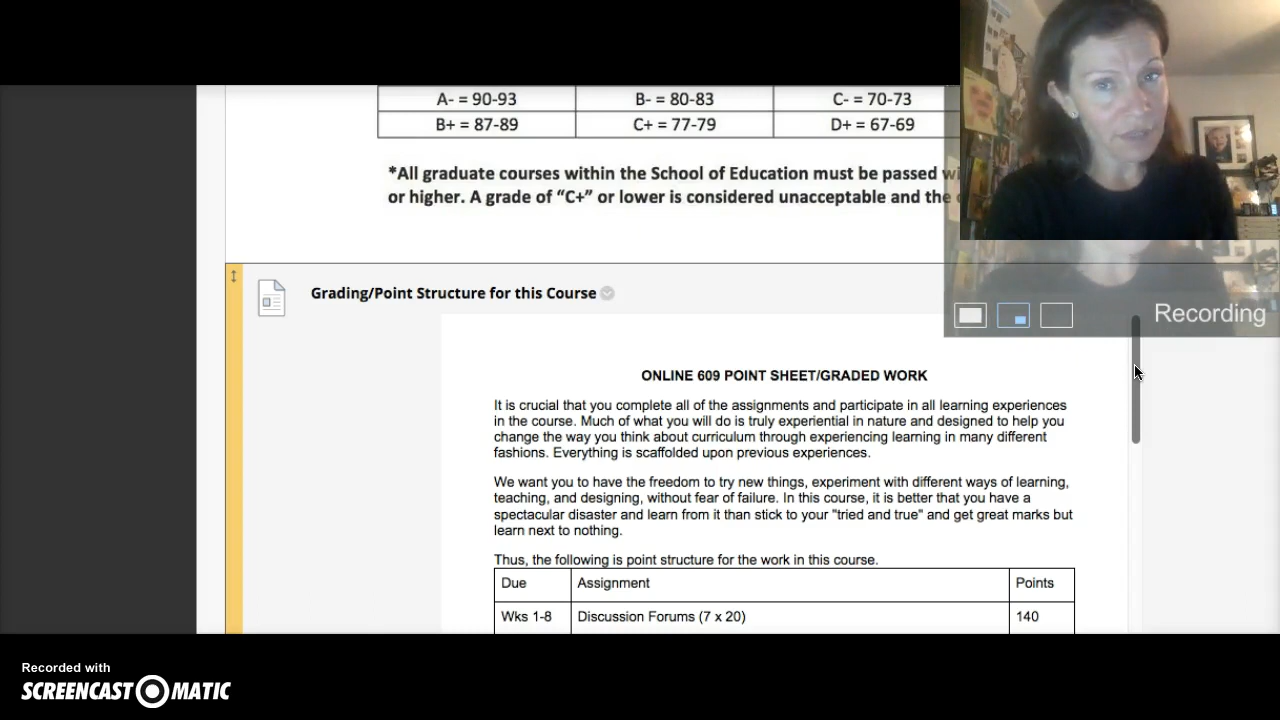 A- = 90-93 B- = 80-83 C- = 70-73
B+ = 87-89 C+ = 77-79 D+ = 67-69
*All graduate courses within the School of Education must be passed
or higher. A grade of “C+” or lower is considered unacceptable and the
Grading/Point Structure for this Course
Recording
ONLINE 609 POINT SHEET/GRADED WORK
It is crucial that you complete all of the assignments and participate in all learning experiences
in the course. Much of what you will do is truly experiential in nature and designed to help you
change the way you think about curriculum through experiencing learning in many different
fashions. Everything is scaffolded upon previous experiences.
We want you to have the freedom to try new things, experiment with different ways of learning,
teaching, and designing, without fear of failure. In this course, it is better that you have a
spectacular disaster and learn from it than stick to your "tried and true" and get great marks but
learn next to nothing.
Thus, the following is point structure for the work in this course.
Due Assignment Points
Wks 1-8 Discussion Forums (7 x 20) 140
Recorded with
SCREENCAST-O-MATIC